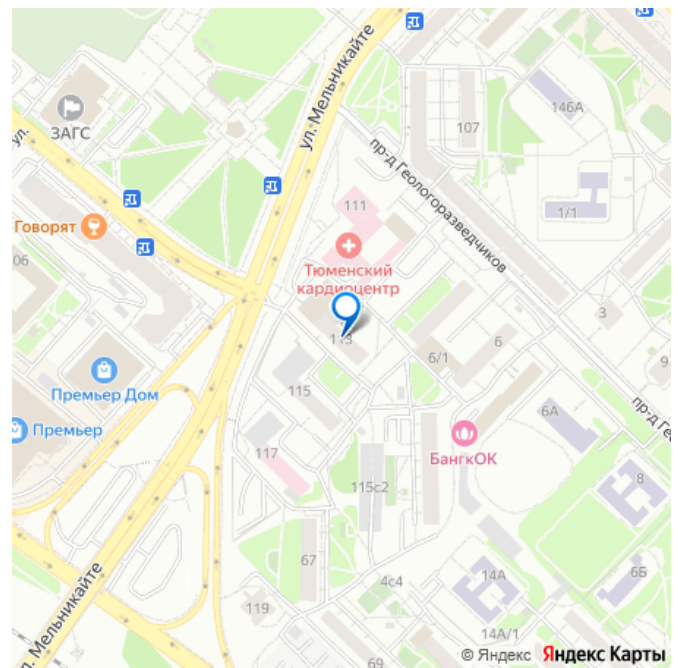 ул. Мельникайте
146А
107
ЗАГС
ул.
пр-д Геологоразведчиков
111
1/1
Говорят
06
Тюменский
кардиоцентр
113
3
6
6/1
9
115
Премьер Дом
пр-д Гео
6А
Премьер
БангкОК
117
115с2
8
67
14А
6Б
4с4
119
л. Мельникайте
14А/1
69
© Яндекс Яндекс Карты